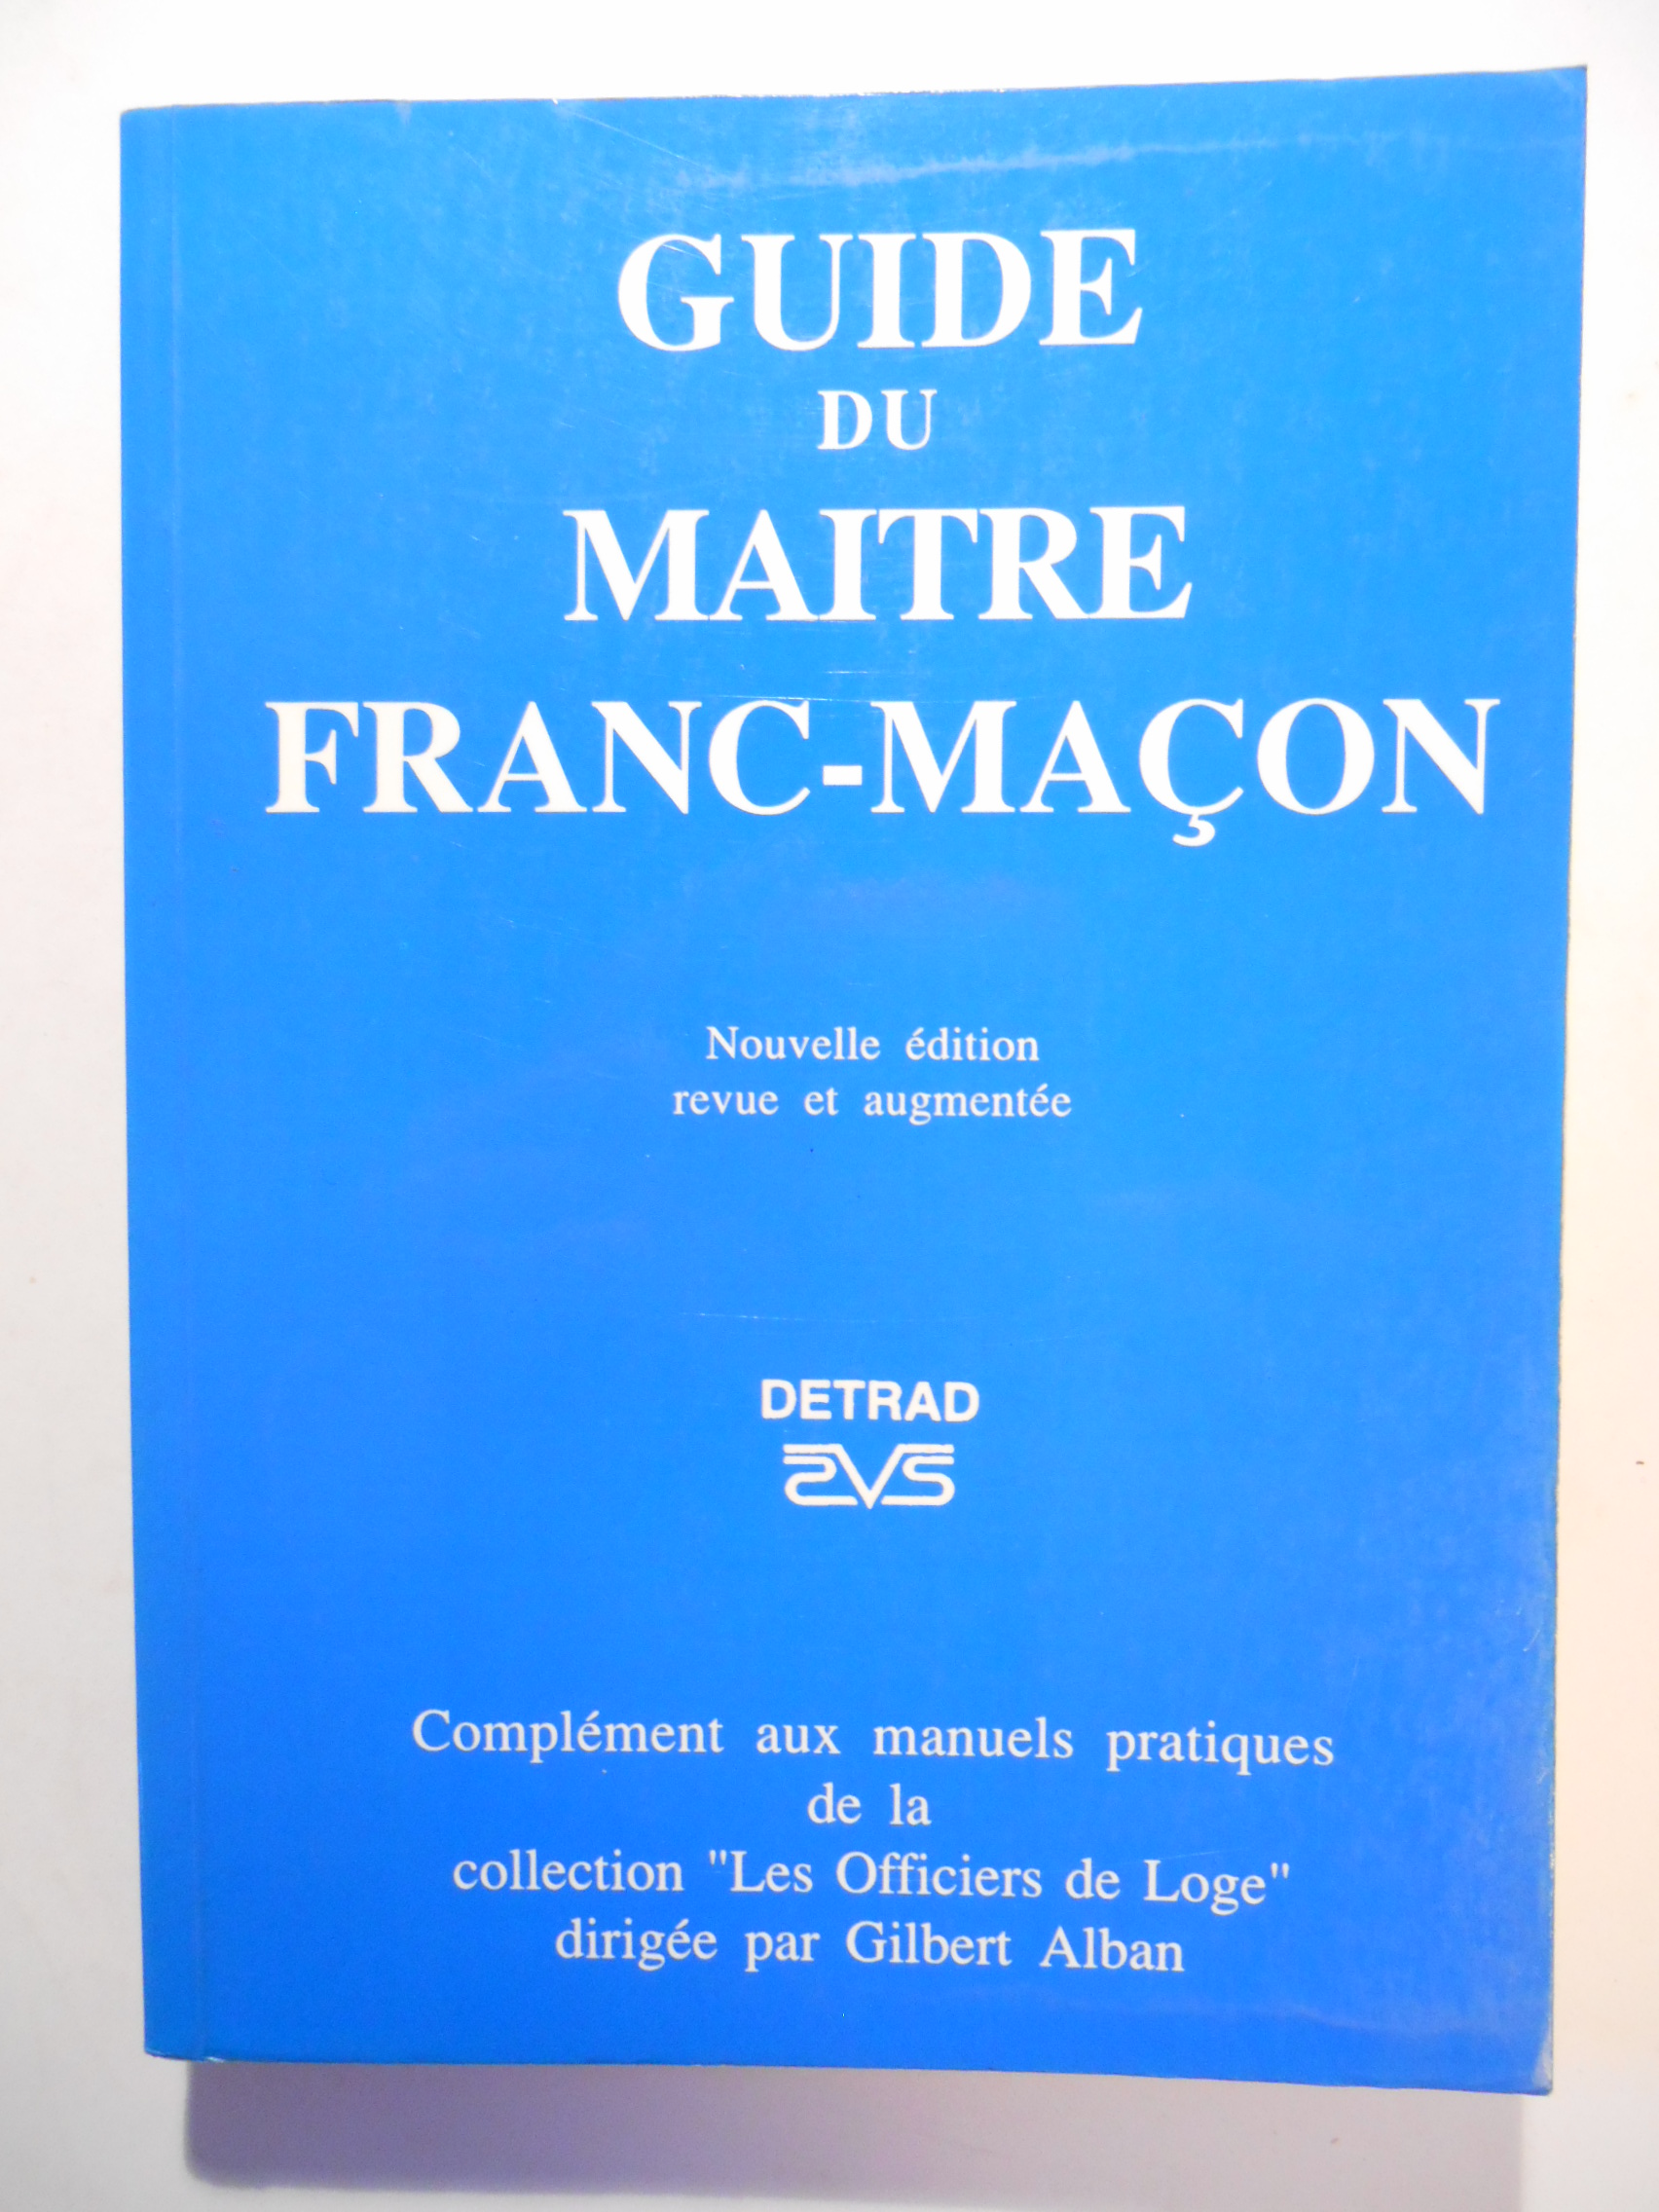 GUIDE
DU
MAITRE
FRANC-MAÇON
Nouvelle édition
revue et augmentée
DETRAD
Complément aux manuels pratiques
de la
collection "Les Officiers de Loge"
dirigée par Gilbert Alban